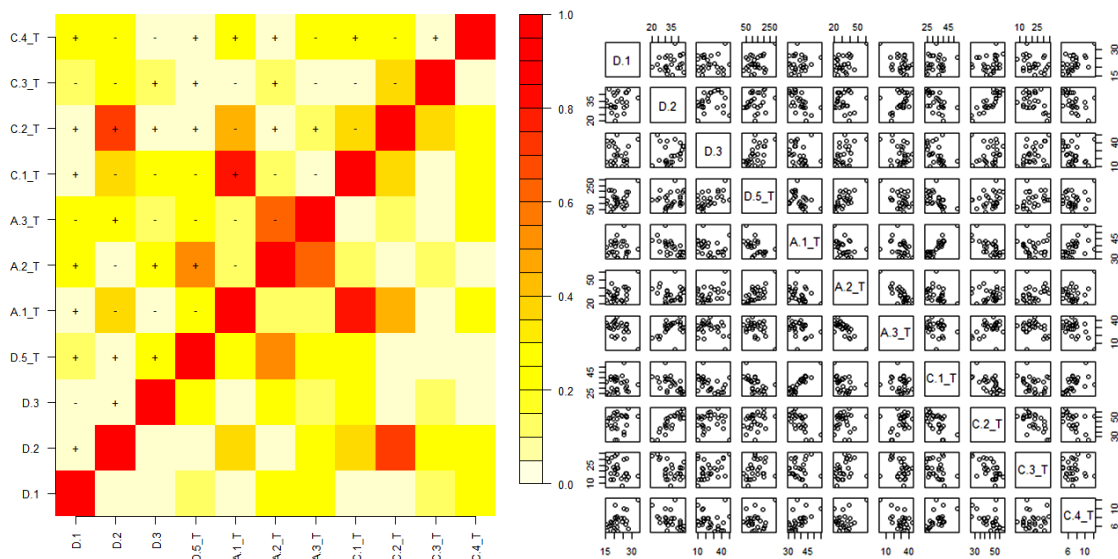 C.4_T + + - + + + - + - +
C.3_T - - + + - + - - -
C.2_T + + + + - + + -
C.1_T + - - - + - -
A.3_T - + - - - -
A.2_T + - + + -
A.1_T + - - -
D.5_T + + +
D.3 - +
D.2 +
D.1
D.1 D.2 D.3 D.5_T A.1_T A.2_T A.3_T C.1_T C.2_T C.3_T C.4_T
1.0
0.8
0.6
0.4
0.2
0.0
20 35 50 250 20 50 25 45 10 25
D.1 15 30
20 35 D.2
D.3 10 40
50 250 D.5_T
A.1_T 30 45
20 50 A.2_T
A.3_T 10 40
25 45 C.1_T
C.2_T 30 50
10 25 C.3_T
C.4_T 6 10
15 30 10 40 30 45 10 40 30 50 6 10